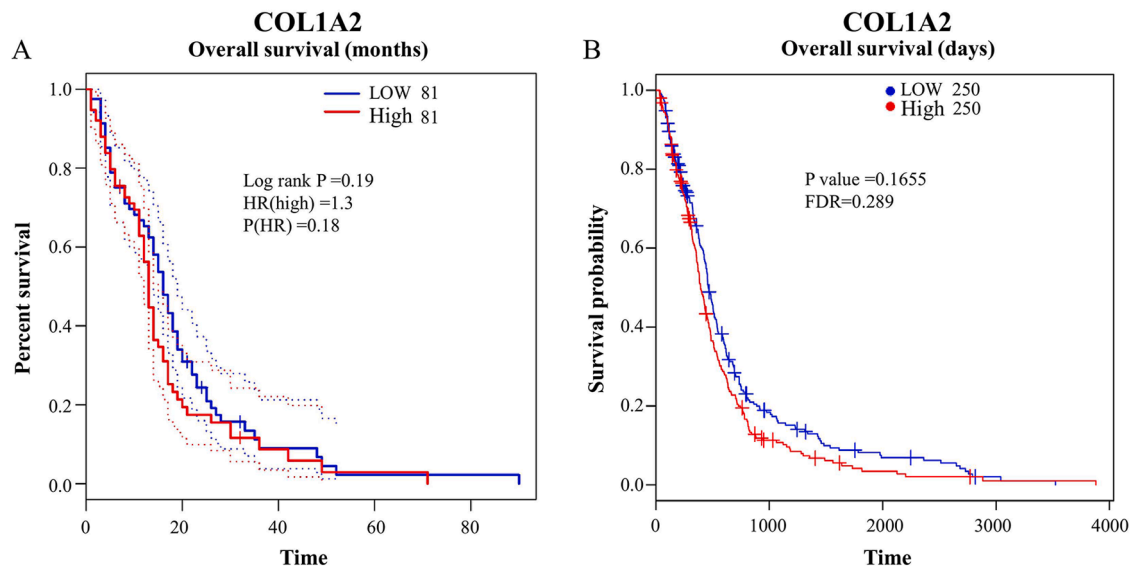 A
COL1A2
Overall survival (months)
LOW 81
High 81
Log rank P =0.19
HR(high) =1.3
P(HR) =0.18
Percent survival
1.0
0.8
0.6
0.4
0.2
0.0
0 20 40 60 80
Time
B
COL1A2
Overall survival (days)
LOW 250
High 250
P value =0.1655
FDR=0.289
Survival probability
1.0
0.8
0.6
0.4
0.2
0.0
0 1000 2000 3000 4000
Time